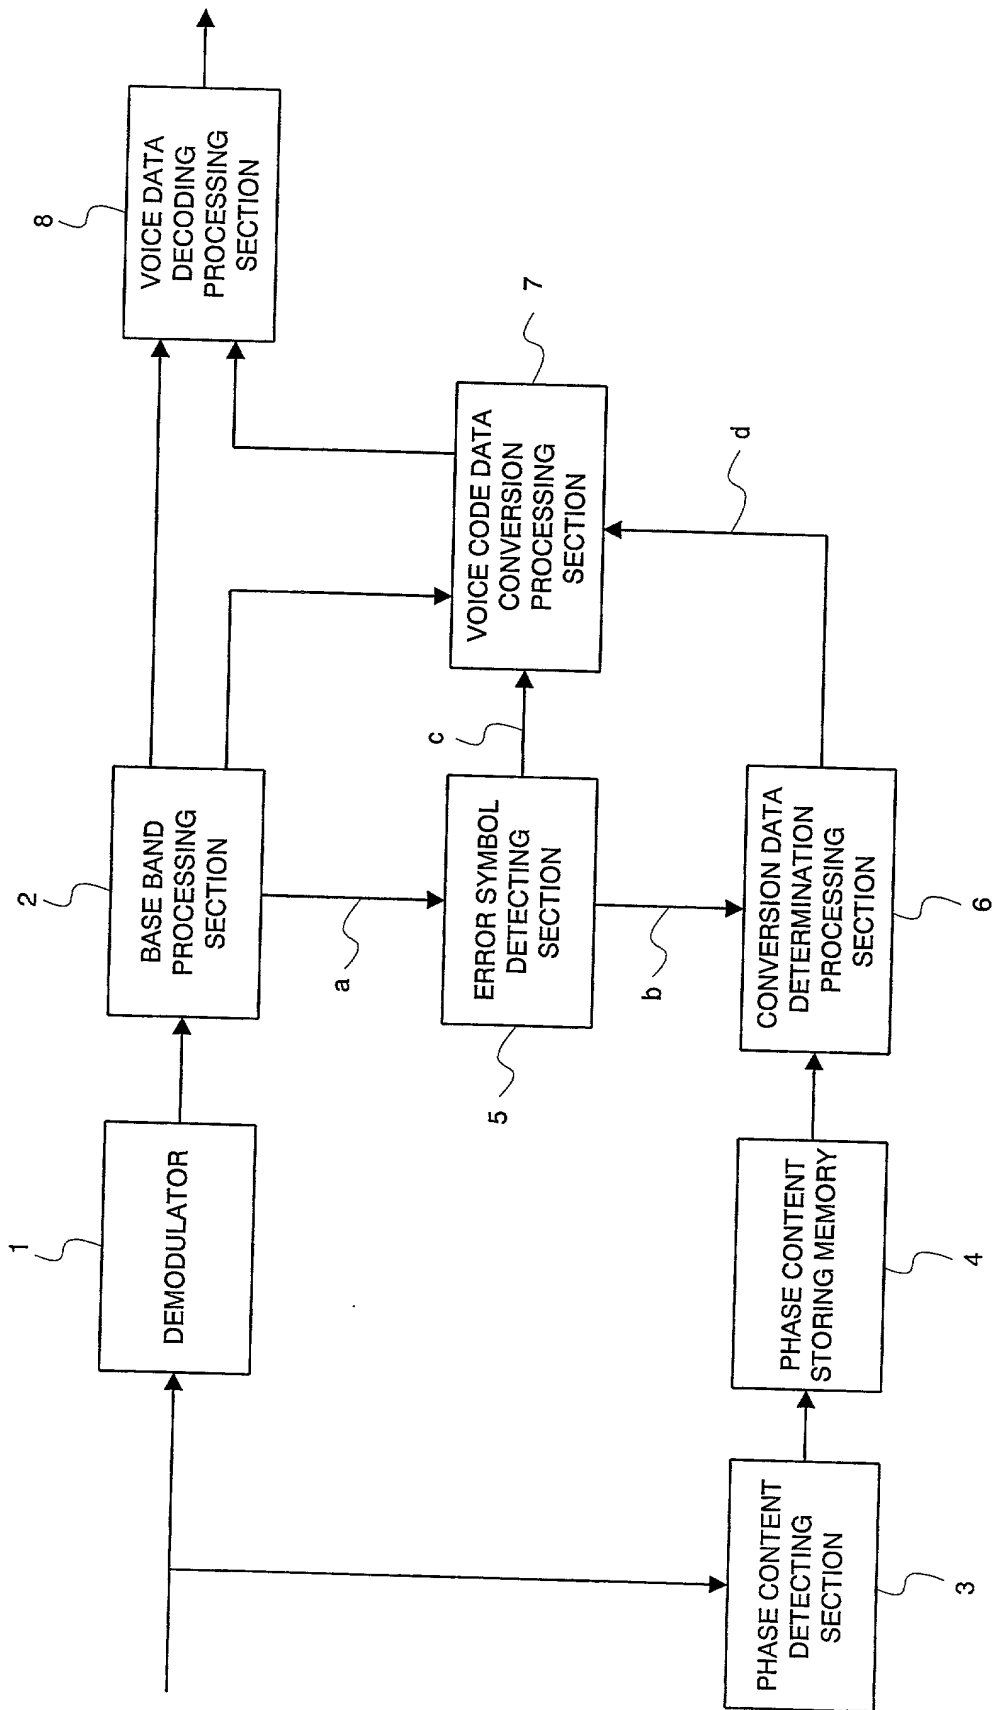 1
DEMODULATOR
2
BASE BAND
PROCESSING
SECTION
8
VOICE DATA
DECODING
PROCESSING
SECTION
a
5
ERROR SYMBOL
DETECTING
SECTION
c
7
VOICE CODE DATA
CONVERSION
PROCESSING
SECTION
b
d
3
PHASE CONTENT
DETECTING
SECTION
4
PHASE CONTENT
STORING MEMORY
6
CONVERSION DATA
DETERMINATION
PROCESSING
SECTION